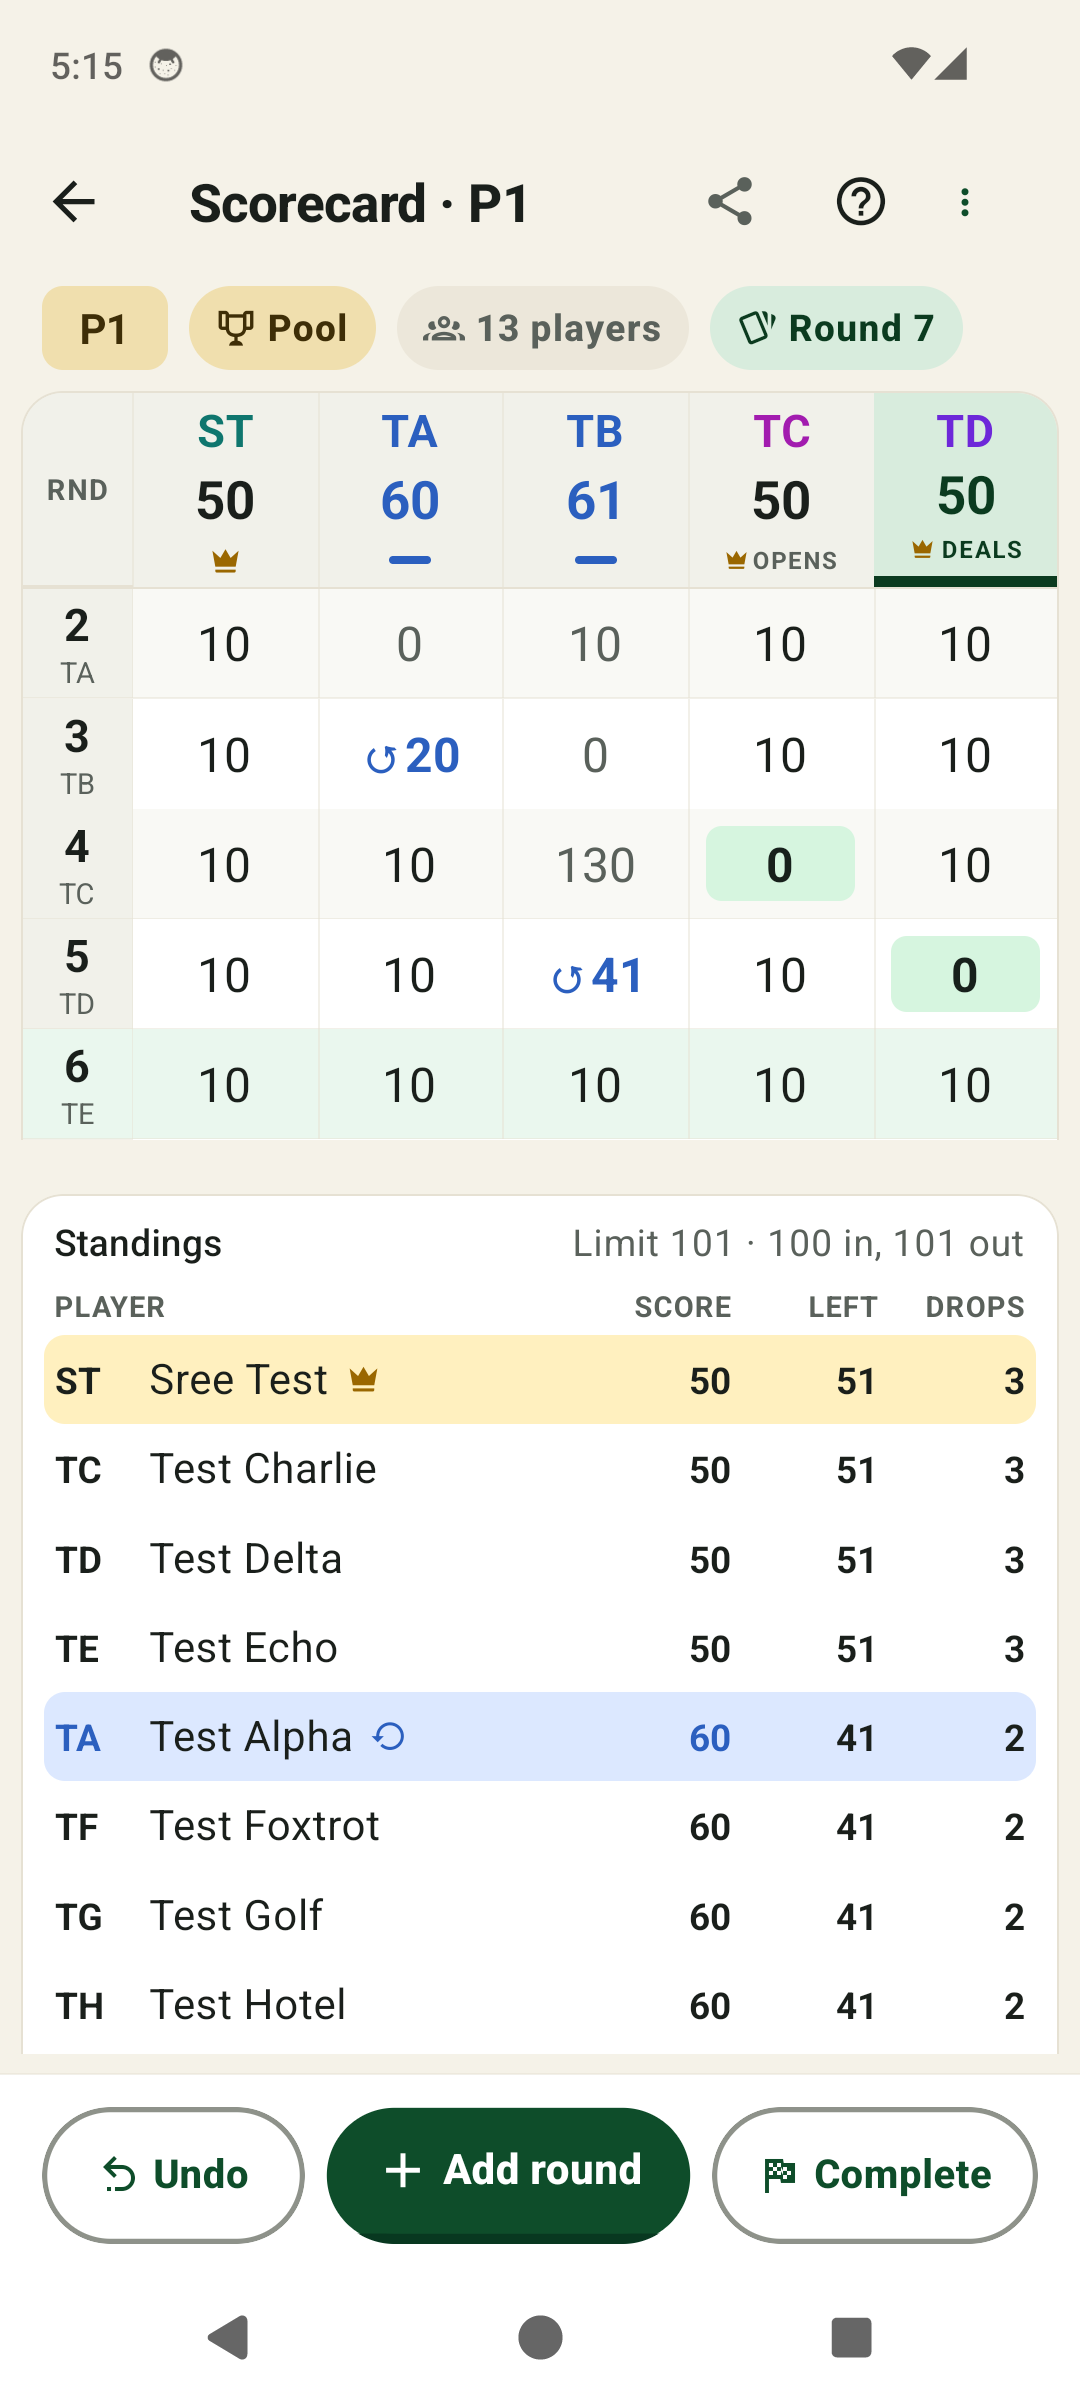 5:15
Scorecard · P1
P1 Pool 13 players Round 7
RND ST TA TB TC TD
50 60 61 50 50
OPENS DEALS
2 10 0 10 10 10
TA
3 10 20 0 10 10
TB
4 10 10 130 0 10
TC
5 10 10 41 10 0
TD
6 10 10 10 10 10
TE
Standings Limit 101 · 100 in, 101 out
PLAYER SCORE LEFT DROPS
ST Sree Test 50 51 3
TC Test Charlie 50 51 3
TD Test Delta 50 51 3
TE Test Echo 50 51 3
TA Test Alpha 60 41 2
TF Test Foxtrot 60 41 2
TG Test Golf 60 41 2
TH Test Hotel 60 41 2
Undo Add round Complete